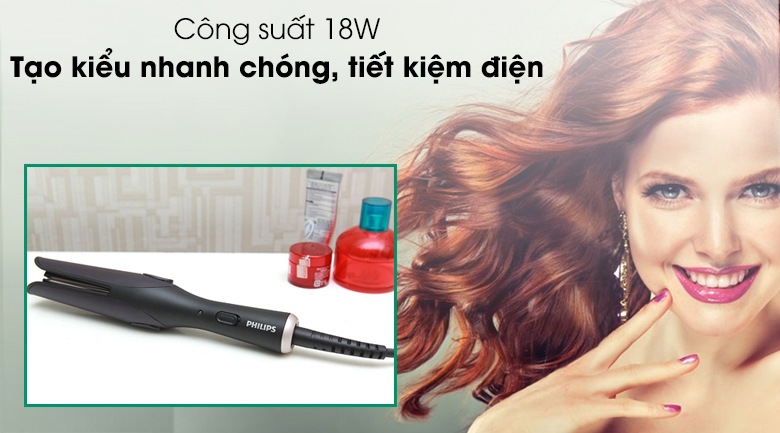 Công suất 18W
Tạo kiểu nhanh chóng, tiết kiệm điện
PHILIPS